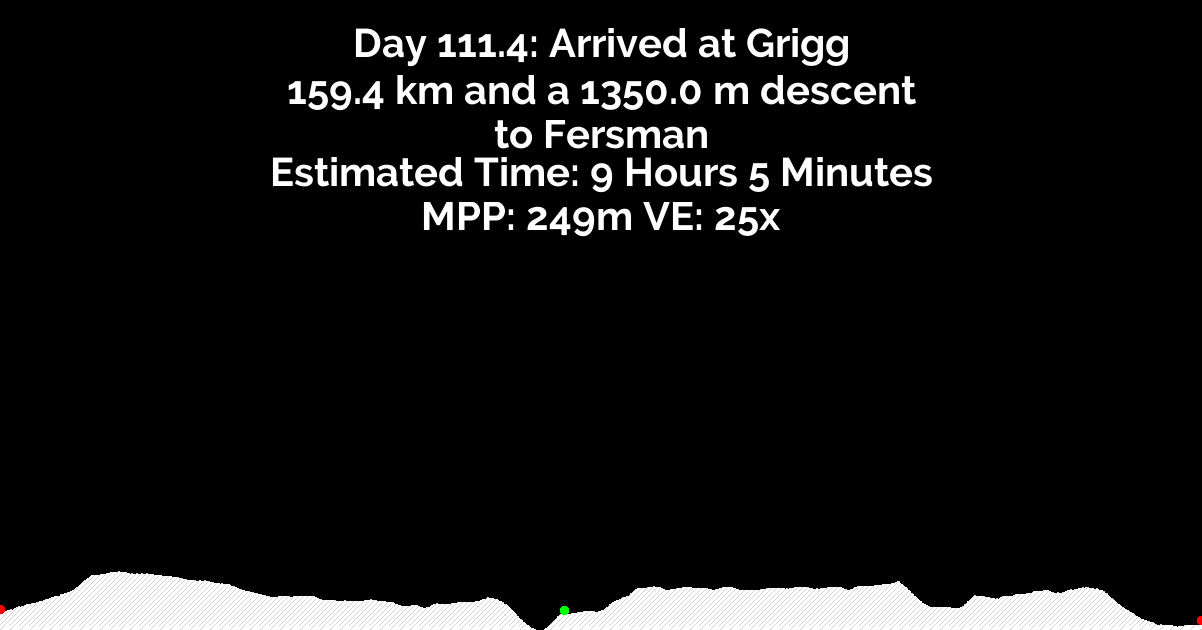 Day 111.4: Arrived at Grigg
159.4 km and a 1350.0 m descent
to Fersman
Estimated Time: 9 Hours 5 Minutes
MPP: 249m VE: 25x